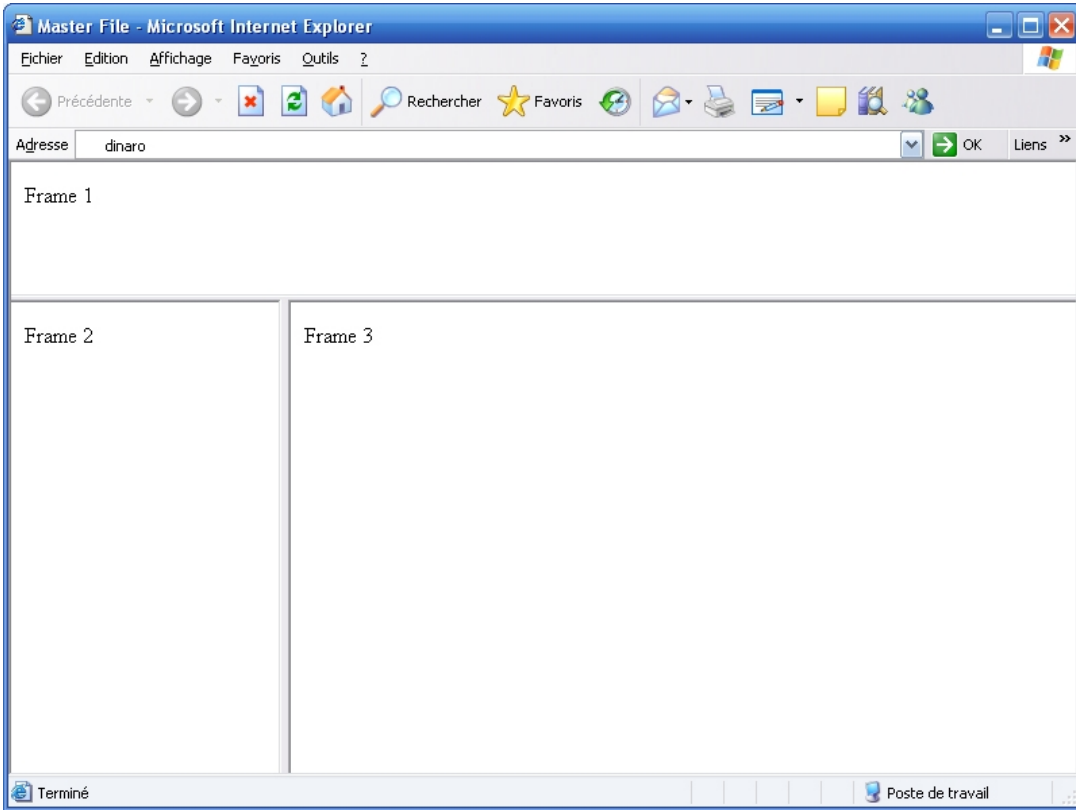 Master File - Microsoft Internet Explorer
Fichier Edition Affichage Favoris Outils ?
Précédente Rechercher Favoris
Adresse dinaro OK Liens »
Frame 1
Frame 2 Frame 3
Terminé Poste de travail